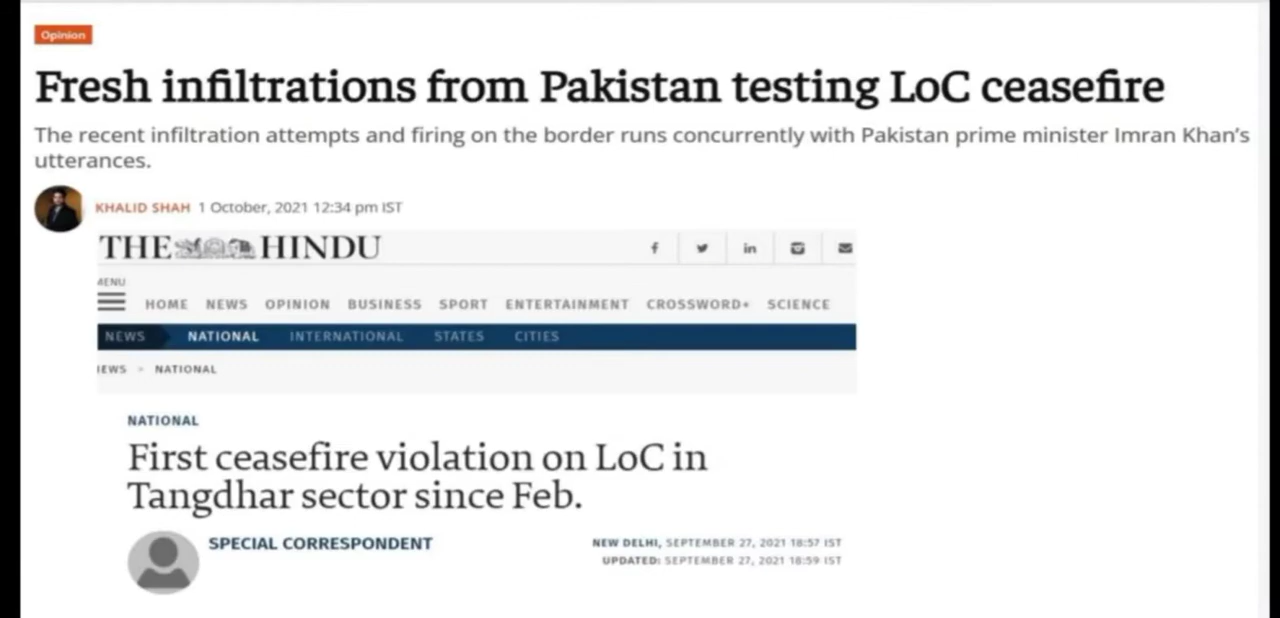 Opinion
Fresh infiltrations from Pakistan testing LoC ceasefire
The recent infiltration attempts and firing on the border runs concurrently with Pakistan prime minister Imran Khan's
utterances.
KHALID SHAH 1 October, 2021 12:34 pm IST
THE HINDU
MENU
HOME NEWS OPINION BUSINESS SPORT ENTERTAINMENT CROSSWORD+ SCIENCE
NEWS NATIONAL INTERNATIONAL STATES CITIES
EWS > NATIONAL
NATIONAL
First ceasefire violation on LoC in
Tangdhar sector since Feb.
SPECIAL CORRESPONDENT
NEW DELHI, SEPTEMBER 27, 2021 18:57 IST
UPDATED: SEPTEMBER 27, 2021 18:59 IST